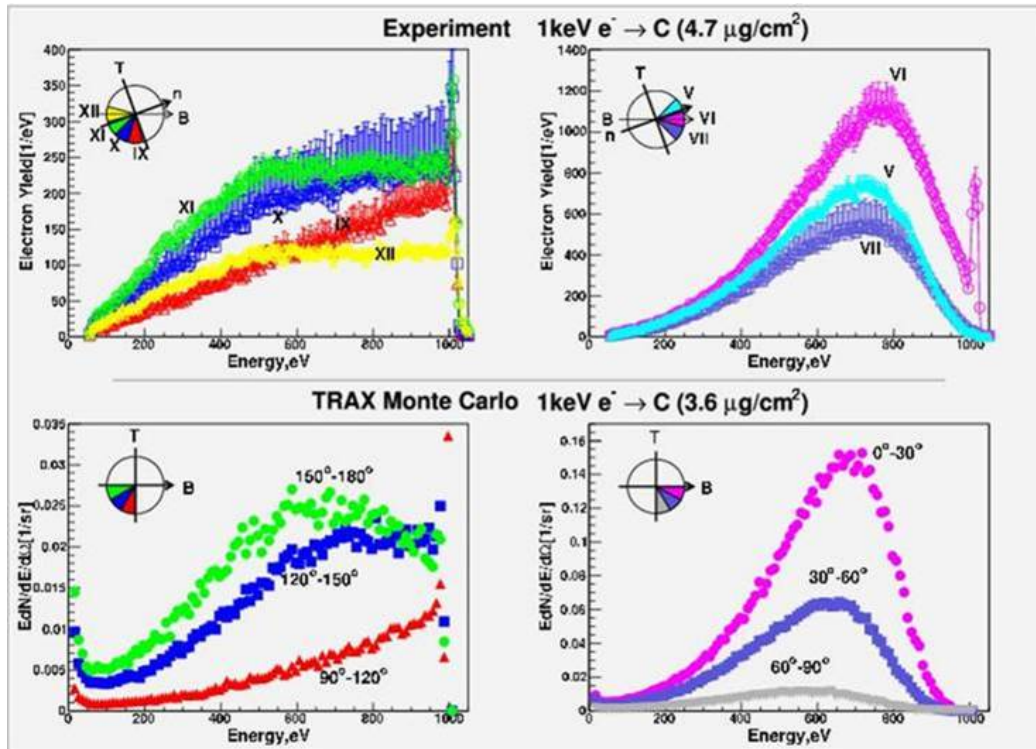 Experiment 1keV e⁻ → C (4.7 μg/cm²)
400
350
300
250
200
150
100
50
0
Electron Yield[1/eV]
T
n
B
XII
XI
X
IX
XI
X
IX
XII
0 200 400 600 800 1000
Energy,eV
1400
1200
1000
800
600
400
200
0
Electron Yield[1/eV]
T
V
B
VI
n
VII
VI
V
VII
0 200 400 600 800 1000
Energy,eV
TRAX Monte Carlo 1keV e⁻ → C (3.6 μg/cm²)
0.035
0.03
0.025
0.02
0.015
0.01
0.005
0
EdN/dE/dΩ[1/sr]
T
B
150°-180°
120°-150°
90°-120°
0 200 400 600 800 1000
Energy,eV
0.16
0.14
0.12
0.1
0.08
0.06
0.04
0.02
0
EdN/dE/dΩ[1/sr]
T
B
0°-30°
30°-60°
60°-90°
0 200 400 600 800 1000
Energy,eV